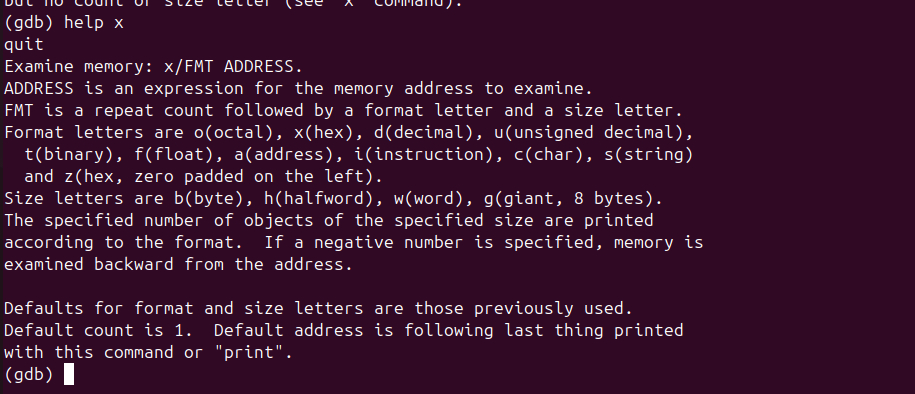 but no count or size letter (see "x" command).
(gdb) help x
quit
Examine memory: x/FMT ADDRESS.
ADDRESS is an expression for the memory address to examine.
FMT is a repeat count followed by a format letter and a size letter.
Format letters are o(octal), x(hex), d(decimal), u(unsigned decimal),
  t(binary), f(float), a(address), i(instruction), c(char), s(string)
  and z(hex, zero padded on the left).
Size letters are b(byte), h(halfword), w(word), g(giant, 8 bytes).
The specified number of objects of the specified size are printed
according to the format.  If a negative number is specified, memory is
examined backward from the address.

Defaults for format and size letters are those previously used.
Default count is 1.  Default address is following last thing printed
with this command or "print".
(gdb)